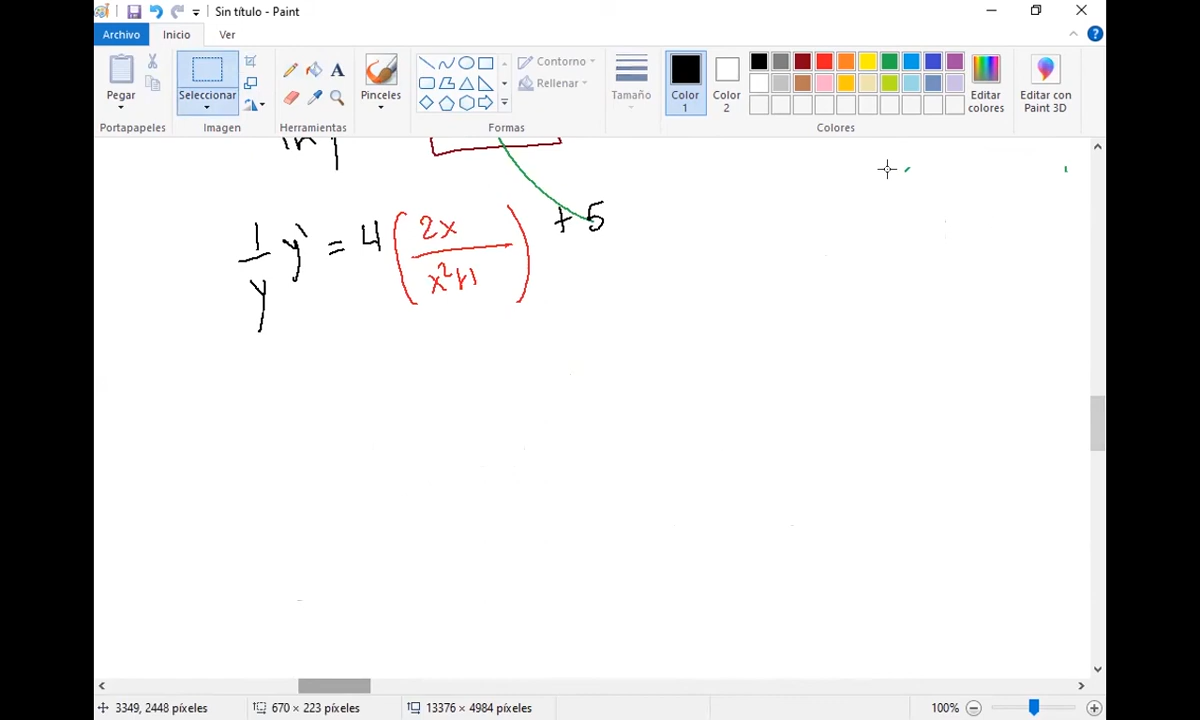 Sin título - Paint
Archivo Inicio Ver
Pegar Seleccionar A Pinceles Contorno Rellenar Tamaño Color 1 Color 2 Editar colores Editar con Paint 3D
Portapapeles Imagen Herramientas Formas Colores
1/y y' = 4 (2x / x²+1) + 5
3349, 2448 píxeles 670 × 223 píxeles 13376 × 4984 píxeles 100%